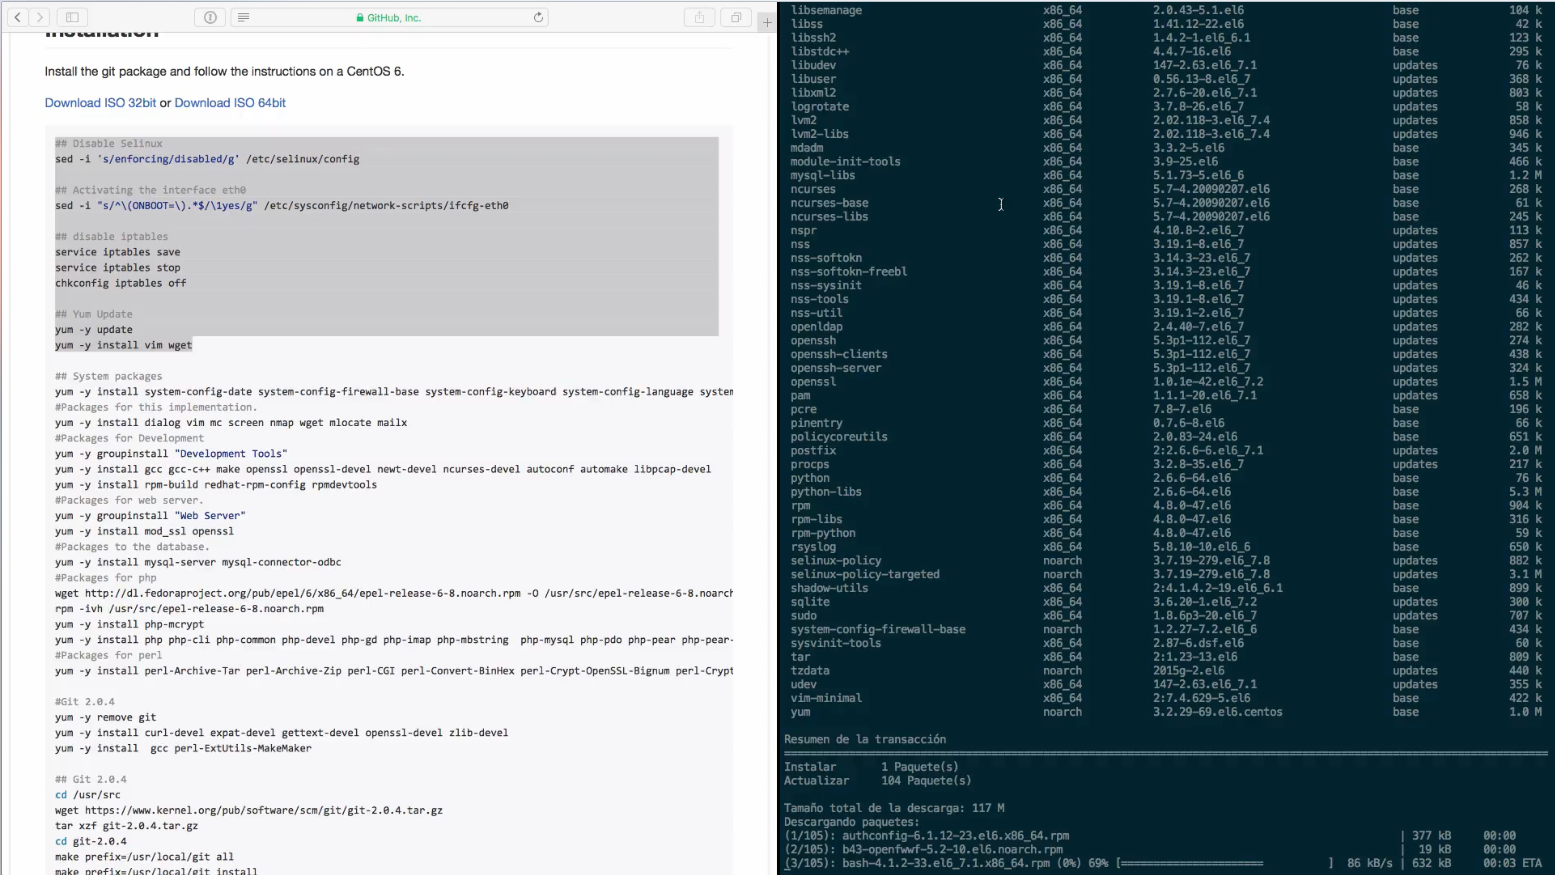 GitHub, Inc.
Installation
Install the git package and follow the instructions on a CentOS 6.
Download ISO 32bit or Download ISO 64bit
## Disable Selinux
sed -i 's/enforcing/disabled/g' /etc/selinux/config
## Activating the interface eth0
sed -i "s/^\(ONBOOT=\).*$/\1yes/g" /etc/sysconfig/network-scripts/ifcfg-eth0
## disable iptables
service iptables save
service iptables stop
chkconfig iptables off
## Yum Update
yum -y update
yum -y install vim wget
## System packages
yum -y install system-config-date system-config-firewall-base system-config-keyboard system-config-language system
#Packages for this implementation.
yum -y install dialog vim mc screen nmap wget mlocate mailx
#Packages for Development
yum -y groupinstall "Development Tools"
yum -y install gcc gcc-c++ make openssl openssl-devel newt-devel ncurses-devel autoconf automake libpcap-devel
yum -y install rpm-build redhat-rpm-config rpmdevtools
#Packages for web server.
yum -y groupinstall "Web Server"
yum -y install mod_ssl openssl
#Packages to the database.
yum -y install mysql-server mysql-connector-odbc
#Packages for php
wget http://dl.fedoraproject.org/pub/epel/6/x86_64/epel-release-6-8.noarch.rpm -O /usr/src/epel-release-6-8.noarch
rpm -ivh /usr/src/epel-release-6-8.noarch.rpm
yum -y install php-mcrypt
yum -y install php php-cli php-common php-devel php-gd php-imap php-mbstring  php-mysql php-pdo php-pear php-pear-
#Packages for perl
yum -y install perl-Archive-Tar perl-Archive-Zip perl-CGI perl-Convert-BinHex perl-Crypt-OpenSSL-Bignum perl-Crypt
#Git 2.0.4
yum -y remove git
yum -y install curl-devel expat-devel gettext-devel openssl-devel zlib-devel
yum -y install  gcc perl-ExtUtils-MakeMaker
## Git 2.0.4
cd /usr/src
wget https://www.kernel.org/pub/software/scm/git/git-2.0.4.tar.gz
tar xzf git-2.0.4.tar.gz
cd git-2.0.4
make prefix=/usr/local/git all
make prefix=/usr/local/git install
libsemanage x86_64 2.0.43-5.1.el6 base 104 k
libss x86_64 1.41.12-22.el6 base 42 k
libssh2 x86_64 1.4.2-1.el6_6.1 base 123 k
libstdc++ x86_64 4.4.7-16.el6 base 295 k
libudev x86_64 147-2.63.el6_7.1 updates 76 k
libuser x86_64 0.56.13-8.el6_7 updates 368 k
libxml2 x86_64 2.7.6-20.el6_7.1 updates 803 k
logrotate x86_64 3.7.8-26.el6_7 updates 58 k
lvm2 x86_64 2.02.118-3.el6_7.4 updates 858 k
lvm2-libs x86_64 2.02.118-3.el6_7.4 updates 946 k
mdadm x86_64 3.3.2-5.el6 base 345 k
module-init-tools x86_64 3.9-25.el6 base 466 k
mysql-libs x86_64 5.1.73-5.el6_6 base 1.2 M
ncurses x86_64 5.7-4.20090207.el6 base 268 k
ncurses-base x86_64 5.7-4.20090207.el6 base 61 k
ncurses-libs x86_64 5.7-4.20090207.el6 base 245 k
nspr x86_64 4.10.8-2.el6_7 updates 113 k
nss x86_64 3.19.1-8.el6_7 updates 857 k
nss-softokn x86_64 3.14.3-23.el6_7 updates 262 k
nss-softokn-freebl x86_64 3.14.3-23.el6_7 updates 167 k
nss-sysinit x86_64 3.19.1-8.el6_7 updates 46 k
nss-tools x86_64 3.19.1-8.el6_7 updates 434 k
nss-util x86_64 3.19.1-2.el6_7 updates 66 k
openldap x86_64 2.4.40-7.el6_7 updates 282 k
openssh x86_64 5.3p1-112.el6_7 updates 274 k
openssh-clients x86_64 5.3p1-112.el6_7 updates 438 k
openssh-server x86_64 5.3p1-112.el6_7 updates 324 k
openssl x86_64 1.0.1e-42.el6_7.2 updates 1.5 M
pam x86_64 1.1.1-20.el6_7.1 updates 658 k
pcre x86_64 7.8-7.el6 base 196 k
pinentry x86_64 0.7.6-8.el6 base 66 k
policycoreutils x86_64 2.0.83-24.el6 base 651 k
postfix x86_64 2:2.6.6-6.el6_7.1 updates 2.0 M
procps x86_64 3.2.8-35.el6_7 updates 217 k
python x86_64 2.6.6-64.el6 base 76 k
python-libs x86_64 2.6.6-64.el6 base 5.3 M
rpm x86_64 4.8.0-47.el6 base 904 k
rpm-libs x86_64 4.8.0-47.el6 base 316 k
rpm-python x86_64 4.8.0-47.el6 base 59 k
rsyslog x86_64 5.8.10-10.el6_6 base 650 k
selinux-policy noarch 3.7.19-279.el6_7.8 updates 882 k
selinux-policy-targeted noarch 3.7.19-279.el6_7.8 updates 3.1 M
shadow-utils x86_64 2:4.1.4.2-19.el6_6.1 base 899 k
sqlite x86_64 3.6.20-1.el6_7.2 updates 300 k
sudo x86_64 1.8.6p3-20.el6_7 updates 707 k
system-config-firewall-base noarch 1.2.27-7.2.el6_6 base 434 k
sysvinit-tools x86_64 2.87-6.dsf.el6 base 60 k
tar x86_64 2:1.23-13.el6 base 809 k
tzdata noarch 2015g-2.el6 updates 440 k
udev x86_64 147-2.63.el6_7.1 updates 355 k
vim-minimal x86_64 2:7.4.629-5.el6 base 422 k
yum noarch 3.2.29-69.el6.centos base 1.0 M
Resumen de la transacción
Instalar 1 Paquete(s)
Actualizar 104 Paquete(s)
Tamaño total de la descarga: 117 M
Descargando paquetes:
(1/105): authconfig-6.1.12-23.el6.x86_64.rpm | 377 kB 00:00
(2/105): b43-openfwwf-5.2-10.el6.noarch.rpm | 19 kB 00:00
(3/105): bash-4.1.2-33.el6_7.1.x86_64.rpm (0%) 69% [===================== ] 86 kB/s | 632 kB 00:03 ETA